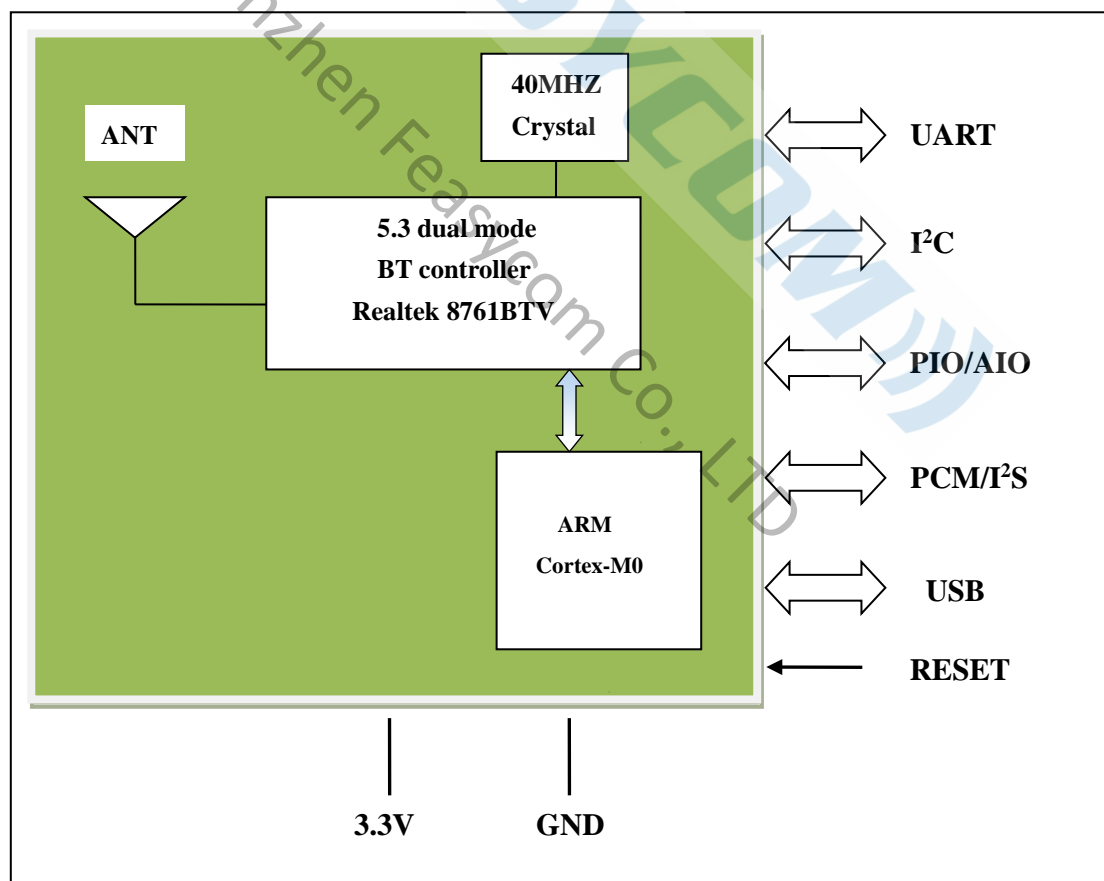 40MHZ
Crystal
ANT
5.3 dual mode
BT controller
Realtek 8761BTV
ARM
Cortex-M0
UART
I²C
PIO/AIO
PCM/I²S
USB
RESET
3.3V
GND
nzhen Feasycom Co., LTD
YCOM